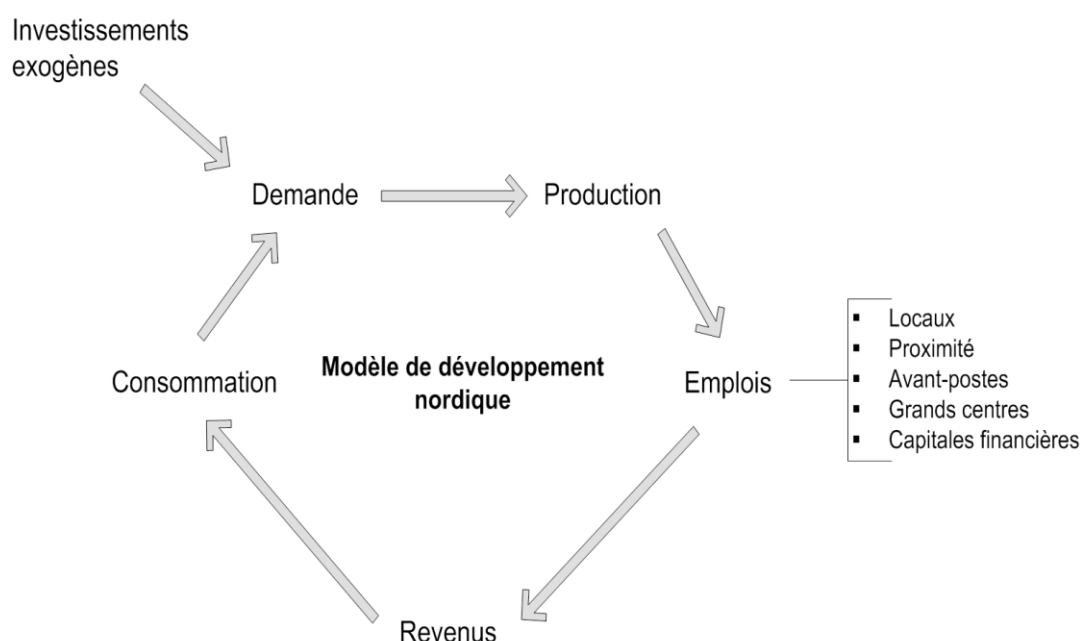 Investissements
exogènes
Demande
Production
Locaux
Proximité
Avant-postes
Grands centres
Capitales financières
Emplois
Modèle de développement
nordique
Consommation
Revenus